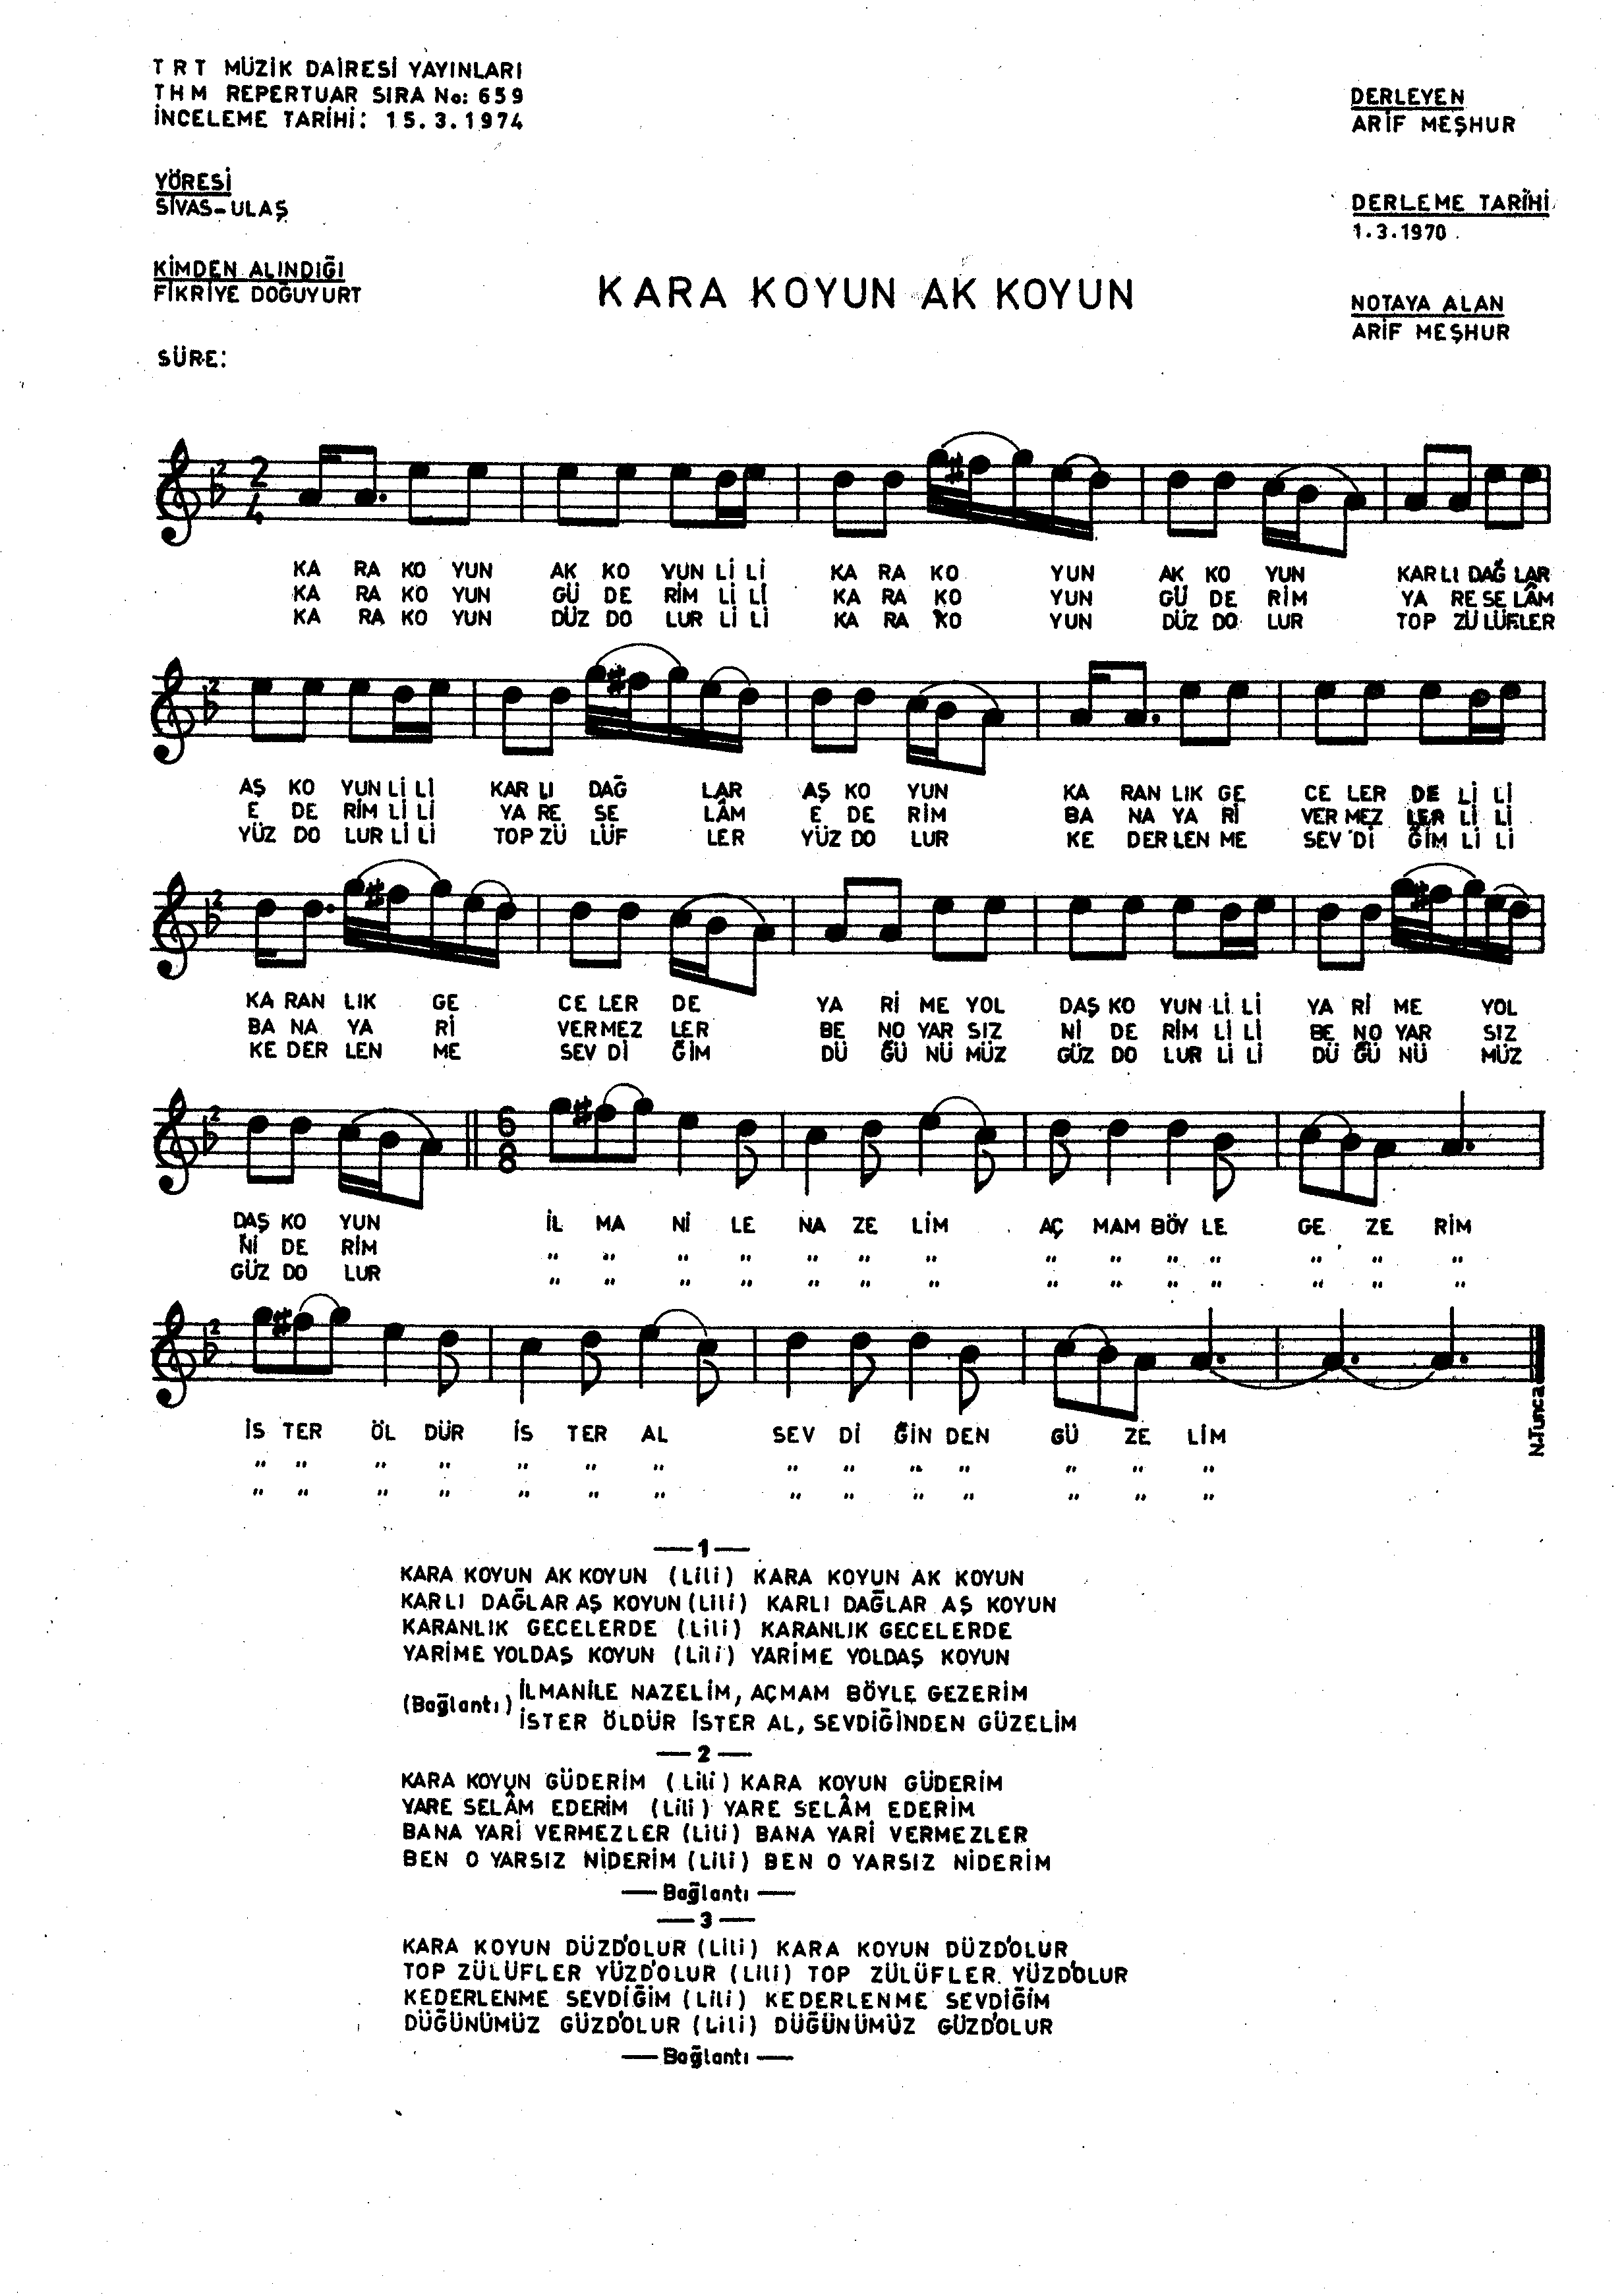 TRT MÜZİK DAİRESİ YAYINLARI
THM REPERTUAR SIRA No: 659
İNCELEME TARİHİ: 15.3.1974
DERLEYEN
ARİF MEŞHUR
YÖRESİ
SİVAS-ULAŞ
DERLEME TARİHİ
1.3.1970
KİMDEN ALINDIĞI
FİKRİYE DOĞUYURT
KARA KOYUN AK KOYUN
NOTAYA ALAN
ARİF MEŞHUR
SÜRE:
2 4
KA RA KO YUN AK KO YUN Lİ Lİ KA RA KO YUN AK KO YUN KAR LI DAĞ LAR
KA RA KO YUN GÜ DE RİM Lİ Lİ KA RA KO YUN GÜ DE RİM YA RE SE LÂM
KA RA KO YUN DÜZ DO LUR Lİ Lİ KA RA KO YUN DÜZ DO LUR TOP ZÜ LÜF LER
AŞ KO YUN Lİ Lİ KAR LI DAĞ LAR AŞ KO YUN KA RAN LIK GE CE LER DE Lİ Lİ
E DE RİM Lİ Lİ YA RE SE LÂM E DE RİM BA NA YA Rİ VER MEZ LER Lİ Lİ
YÜZ DO LUR Lİ Lİ TOP ZÜ LÜF LER YÜZ DO LUR KE DER LEN ME SEV Dİ ĞİM Lİ Lİ
KA RAN LIK GE CE LER DE YA Rİ ME YOL DAŞ KO YUN Lİ Lİ YA Rİ ME YOL
BA NA YA Rİ VER MEZ LER BE NO YAR SIZ Nİ DE RİM Lİ Lİ BE NO YAR SIZ
KE DER LEN ME SEV Dİ ĞİM DÜ ĞÜ NÜ MÜZ GÜZ DO LUR Lİ Lİ DÜ ĞÜ NÜ MÜZ
6 8
DAŞ KO YUN İL MA Nİ LE NA ZE LİM AÇ MAM BÖY LE GE ZE RİM
Nİ DE RİM " " " " " " " " " " " " " "
GÜZ DO LUR " " " " " " " " " " " " " "
İS TER ÖL DÜR İS TER AL SEV Dİ ĞİN DEN GÜ ZE LİM
" " " " " " " " " " " " " "
" " " " " " " " " " " " " "
N.Tunca
—1—
KARA KOYUN AK KOYUN (Lili) KARA KOYUN AK KOYUN
KARLI DAĞLAR AŞ KOYUN (Lili) KARLI DAĞLAR AŞ KOYUN
KARANLIK GECELERDE (Lili) KARANLIK GECELERDE
YARİME YOLDAŞ KOYUN (Lili) YARİME YOLDAŞ KOYUN
(Bağlantı) İLMANİLE NAZELİM, AÇMAM BÖYLE GEZERİM
İSTER ÖLDÜR İSTER AL, SEVDİĞİNDEN GÜZELİM
—2—
KARA KOYUN GÜDERİM (Lili) KARA KOYUN GÜDERİM
YARE SELÂM EDERİM (Lili) YARE SELÂM EDERİM
BANA YARİ VERMEZLER (Lili) BANA YARİ VERMEZLER
BEN O YARSIZ NİDERİM (Lili) BEN O YARSIZ NİDERİM
—Bağlantı—
—3—
KARA KOYUN DÜZD'OLUR (Lili) KARA KOYUN DÜZD'OLUR
TOP ZÜLÜFLER YÜZD'OLUR (Lili) TOP ZÜLÜFLER YÜZD'OLUR
KEDERLENME SEVDİĞİM (Lili) KEDERLENME SEVDİĞİM
DÜĞÜNÜMÜZ GÜZD'OLUR (Lili) DÜĞÜNÜMÜZ GÜZD'OLUR
—Bağlantı—